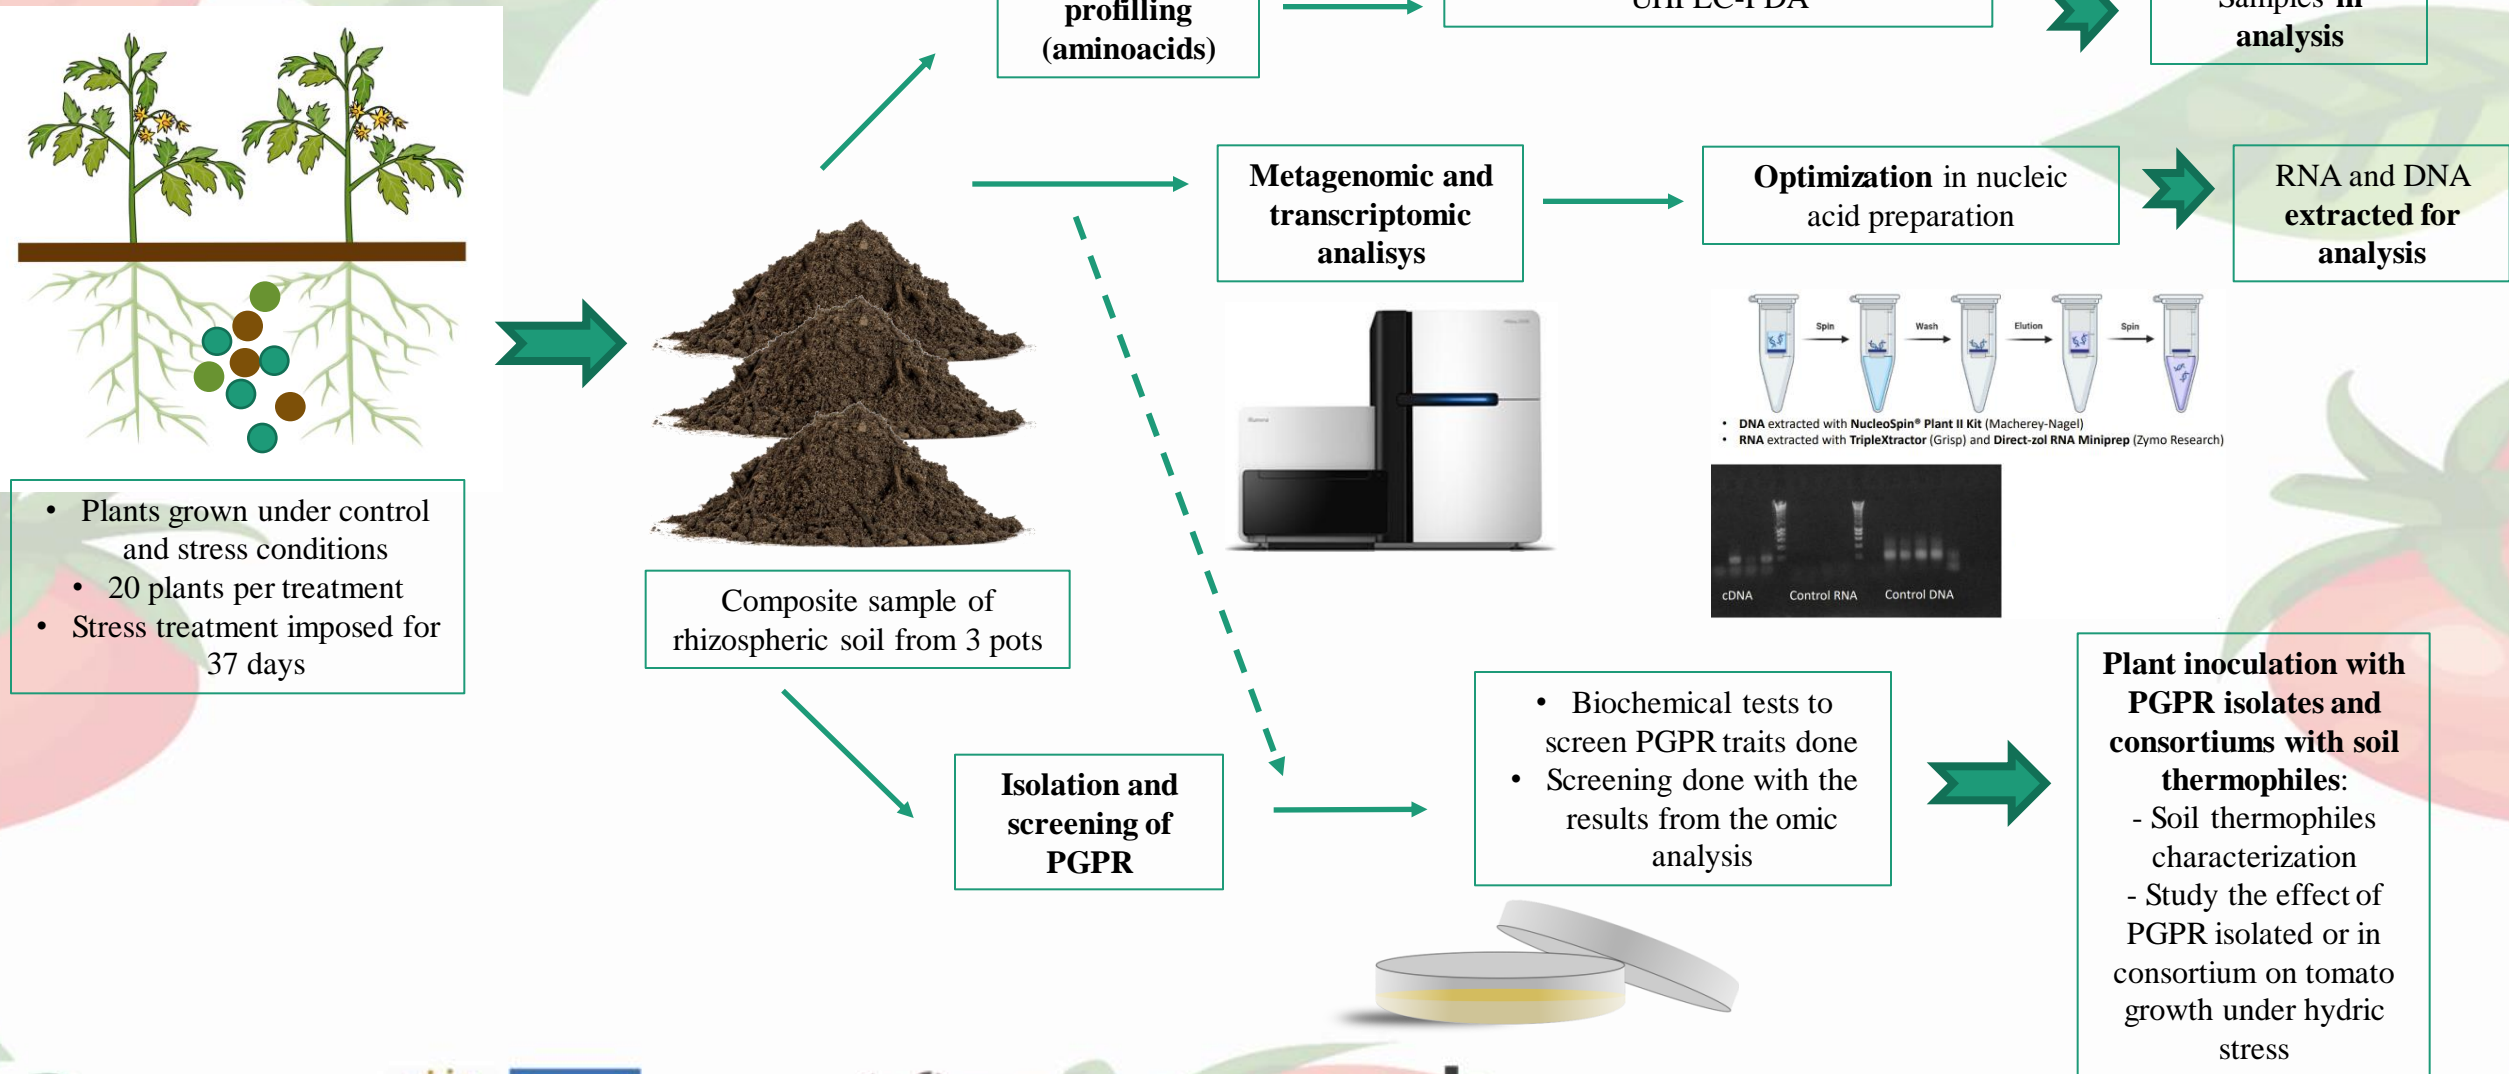 profilling
(aminoacids)
UHPLC-PDA
Samples in
analysis
Metagenomic and
transcriptomic
analisys
Optimization in nucleic
acid preparation
RNA and DNA
extracted for
analysis
Spin
Wash
Elution
Spin
• DNA extracted with NucleoSpin® Plant II Kit (Macherey-Nagel)
• RNA extracted with TripleXtractor (Grisp) and Direct-zol RNA Miniprep (Zymo Research)
cDNA
Control RNA
Control DNA
• Plants grown under control
and stress conditions
• 20 plants per treatment
• Stress treatment imposed for
37 days
Composite sample of
rhizospheric soil from 3 pots
Isolation and
screening of
PGPR
• Biochemical tests to
screen PGPR traits done
• Screening done with the
results from the omic
analysis
Plant inoculation with
PGPR isolates and
consortiums with soil
thermophiles:
- Soil thermophiles
characterization
- Study the effect of
PGPR isolated or in
consortium on tomato
growth under hydric
stress